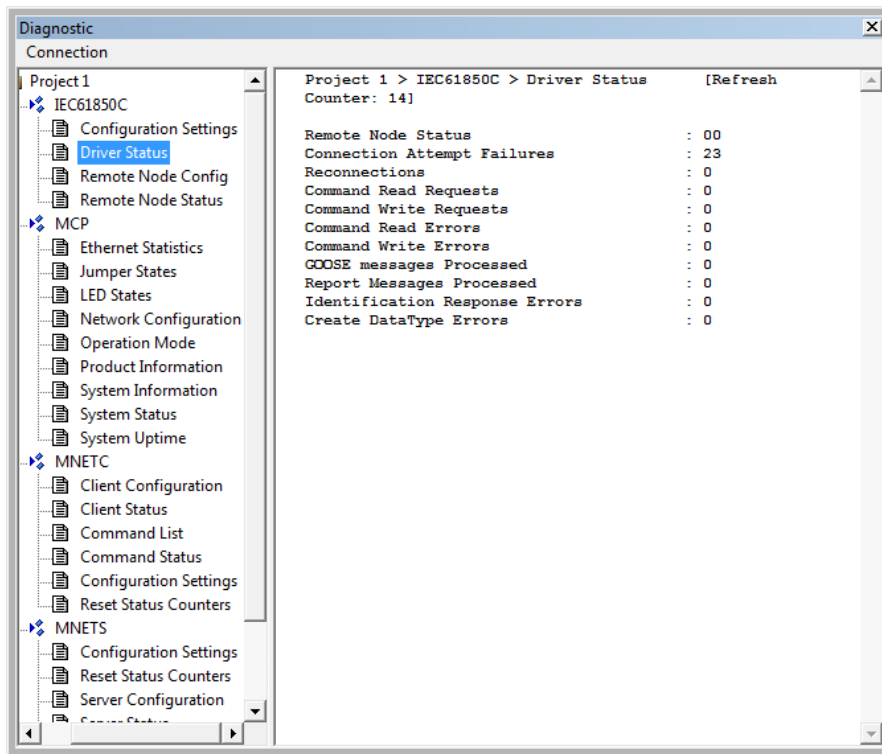 Diagnostic
Connection
Project 1
IEC61850C
Configuration Settings
Driver Status
Remote Node Config
Remote Node Status
MCP
Ethernet Statistics
Jumper States
LED States
Network Configuration
Operation Mode
Product Information
System Information
System Status
System Uptime
MNETC
Client Configuration
Client Status
Command List
Command Status
Configuration Settings
Reset Status Counters
MNETS
Configuration Settings
Reset Status Counters
Server Configuration
Project 1 > IEC61850C > Driver Status [Refresh
Counter: 14]
Remote Node Status : 00
Connection Attempt Failures : 23
Reconnections : 0
Command Read Requests : 0
Command Write Requests : 0
Command Read Errors : 0
Command Write Errors : 0
GOOSE messages Processed : 0
Report Messages Processed : 0
Identification Response Errors : 0
Create DataType Errors : 0